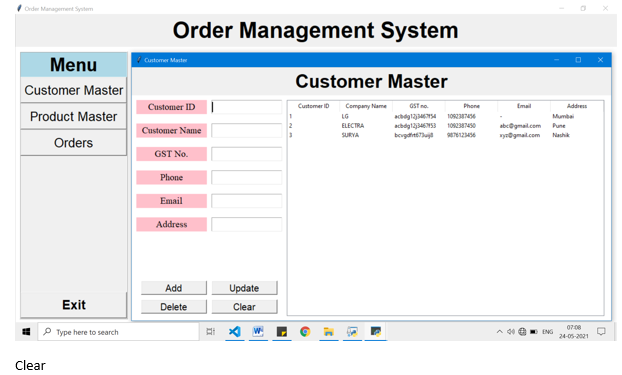 Order Management System
Order Management System
Menu
Customer Master
Product Master
Orders
Exit
Customer Master
Customer Master
Customer ID
Customer Name
GST No.
Phone
Email
Address
Add Update
Delete Clear
Customer ID Company Name GST no. Phone Email Address
1 LG acbdg12j3467f54 1092387456 - Mumbai
2 ELECTRA acbdg12j3467f53 1092387450 abc@gmail.com Pune
3 SURYA bcvgdfrt673uij8 9876123456 xyz@gmail.com Nashik
Type here to search
ENG
07:08
24-05-2021
Clear